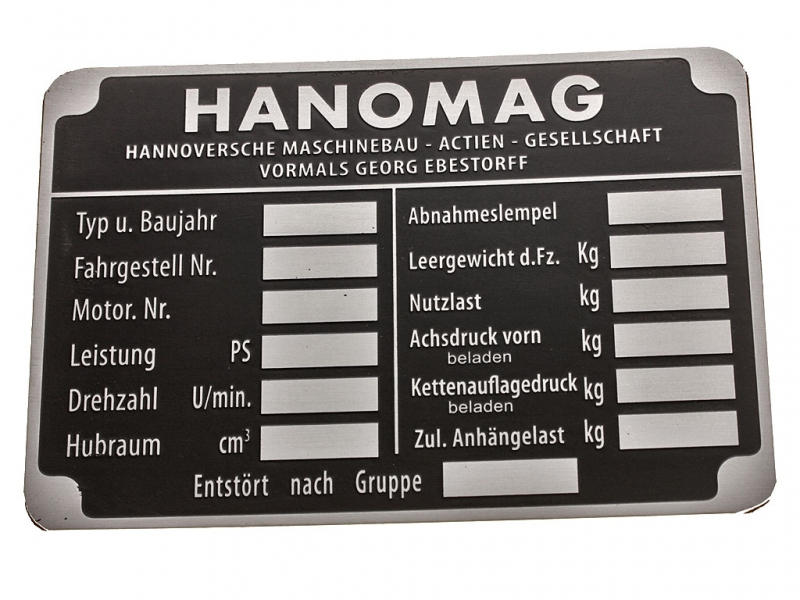 HANOMAG
HANNOVERSCHE MASCHINEBAU - ACTIEN - GESELLSCHAFT
VORMALS GEORG EBESTORFF
Typ u. Baujahr
Fahrgestell Nr.
Motor. Nr.
Leistung PS
Drehzahl U/min.
Hubraum cm³
Abnahmeslempel
Leergewicht d.Fz. Kg
Nutzlast kg
Achsdruck vorn kg
beladen
Kettenauflagedruck kg
beladen
Zul. Anhängelast kg
Entstört nach Gruppe